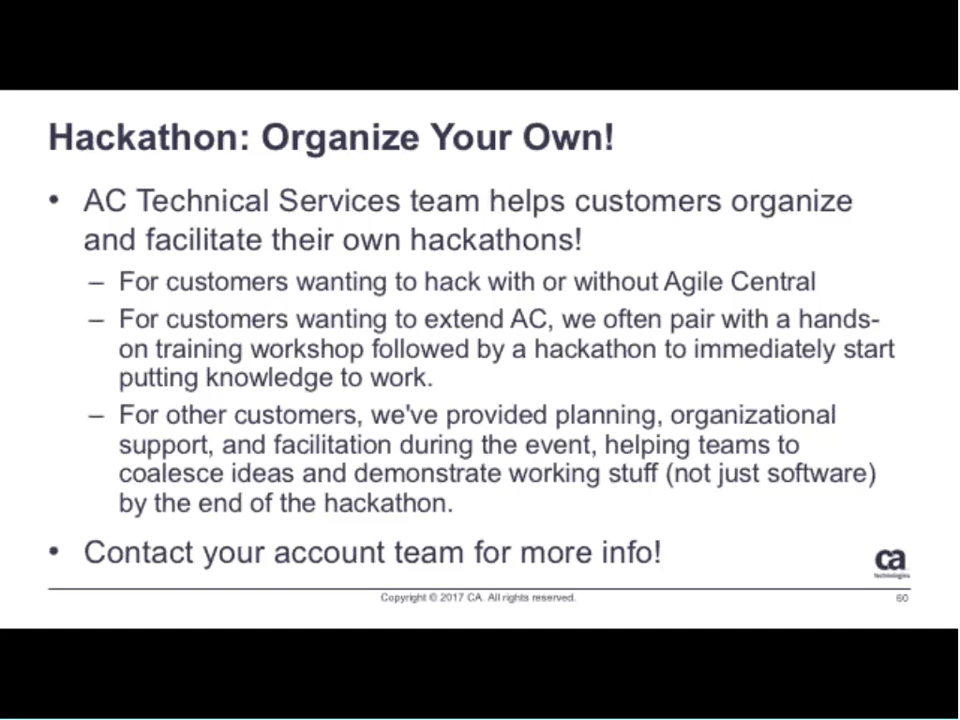 Hackathon: Organize Your Own!
• AC Technical Services team helps customers organize
and facilitate their own hackathons!
– For customers wanting to hack with or without Agile Central
– For customers wanting to extend AC, we often pair with a hands-
on training workshop followed by a hackathon to immediately start
putting knowledge to work.
– For other customers, we've provided planning, organizational
support, and facilitation during the event, helping teams to
coalesce ideas and demonstrate working stuff (not just software)
by the end of the hackathon.
• Contact your account team for more info!
ca
technologies
Copyright © 2017 CA. All rights reserved.
60